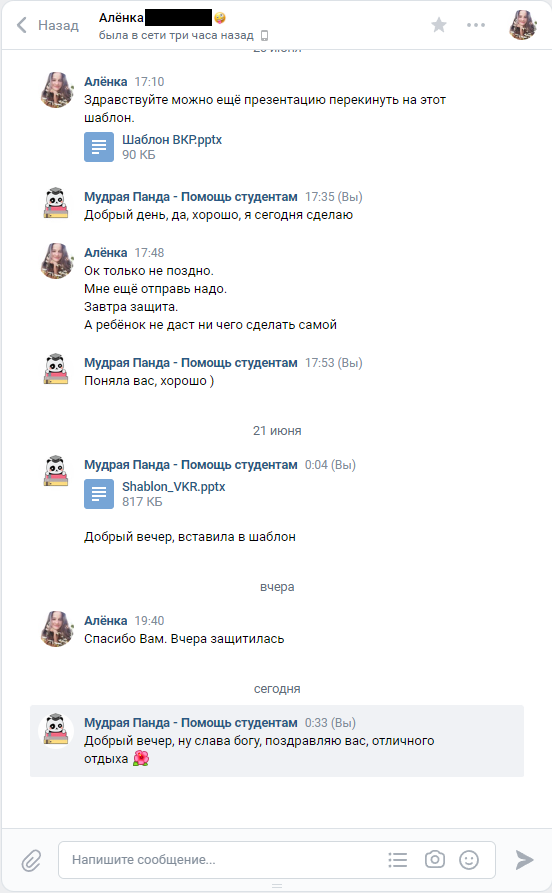 Назад
Алёнка
была в сети три часа назад
Алёнка 17:10
Здравствуйте можно ещё презентацию перекинуть на этот
шаблон.
Шаблон ВКР.pptx
90 КБ
Мудрая Панда - Помощь студентам 17:35 (Вы)
Добрый день, да, хорошо, я сегодня сделаю
Алёнка 17:48
Ок только не поздно.
Мне ещё отправь надо.
Завтра защита.
А ребёнок не даст ни чего сделать самой
Мудрая Панда - Помощь студентам 17:53 (Вы)
Поняла вас, хорошо )
21 июня
Мудрая Панда - Помощь студентам 0:04 (Вы)
Shablon_VKR.pptx
817 КБ
Добрый вечер, вставила в шаблон
вчера
Алёнка 19:40
Спасибо Вам. Вчера защитилась
сегодня
Мудрая Панда - Помощь студентам 0:33 (Вы)
Добрый вечер, ну слава богу, поздравляю вас, отличного
отдыха 🌺
Напишите сообщение...